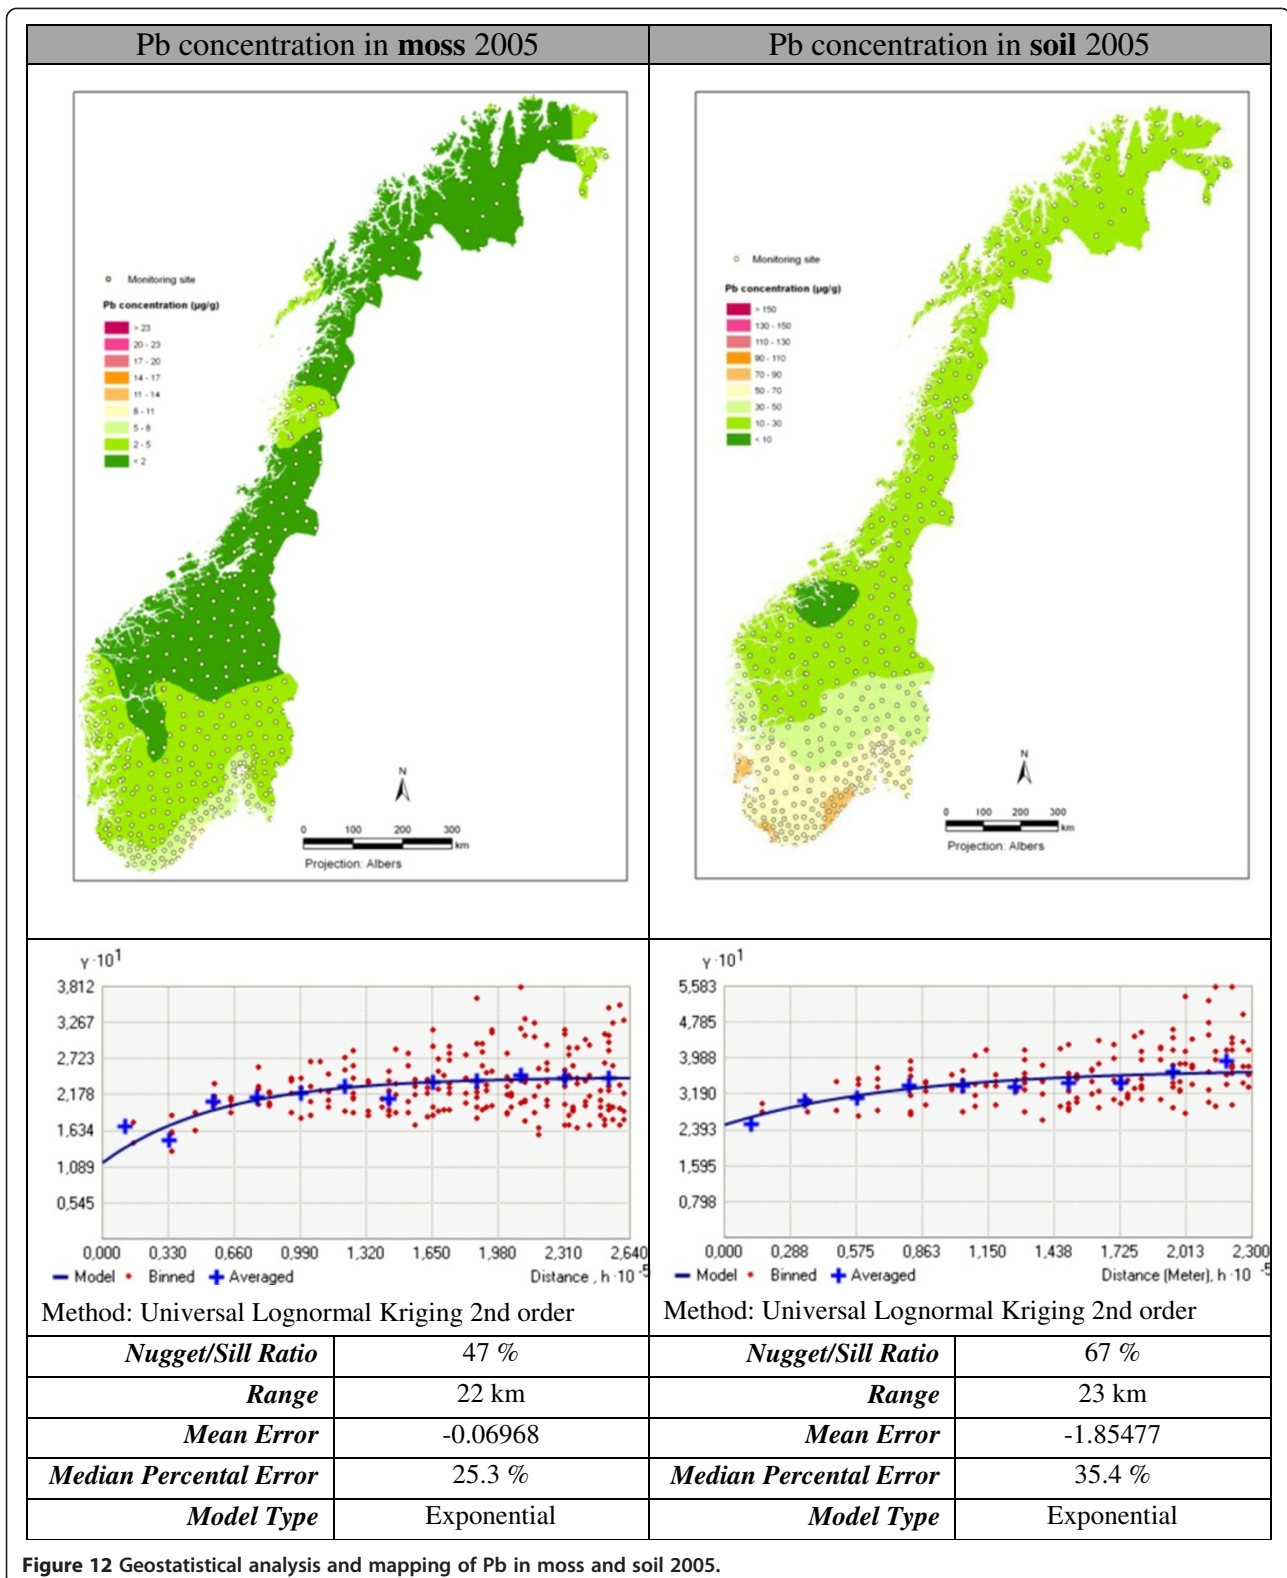 Pb concentration in moss 2005
Pb concentration in soil 2005
Monitoring site
Pb concentration (µg/g)
> 23
20 - 23
17 - 20
14 - 17
11 - 14
8 - 11
5 - 8
2 - 5
< 2
N
0 100 200 300
km
Projection: Albers
Monitoring site
Pb concentration (µg/g)
> 150
130 - 150
110 - 130
90 - 110
70 - 90
50 - 70
30 - 50
10 - 30
< 10
N
0 100 200 300
km
Projection: Albers
γ·10¹
3,812
3,267
2,723
2,178
1,634
1,089
0,545
0,000 0,330 0,660 0,990 1,320 1,650 1,980 2,310 2,640
Model Binned Averaged Distance , h·10⁻⁵
Method: Universal Lognormal Kriging 2nd order
γ·10¹
5,583
4,785
3,988
3,190
2,393
1,595
0,798
0,000 0,288 0,575 0,863 1,150 1,438 1,725 2,013 2,300
Model Binned Averaged Distance (Meter), h·10⁻⁵
Method: Universal Lognormal Kriging 2nd order
Nugget/Sill Ratio 47 % Nugget/Sill Ratio 67 %
Range 22 km Range 23 km
Mean Error -0.06968 Mean Error -1.85477
Median Percental Error 25.3 % Median Percental Error 35.4 %
Model Type Exponential Model Type Exponential
Figure 12 Geostatistical analysis and mapping of Pb in moss and soil 2005.